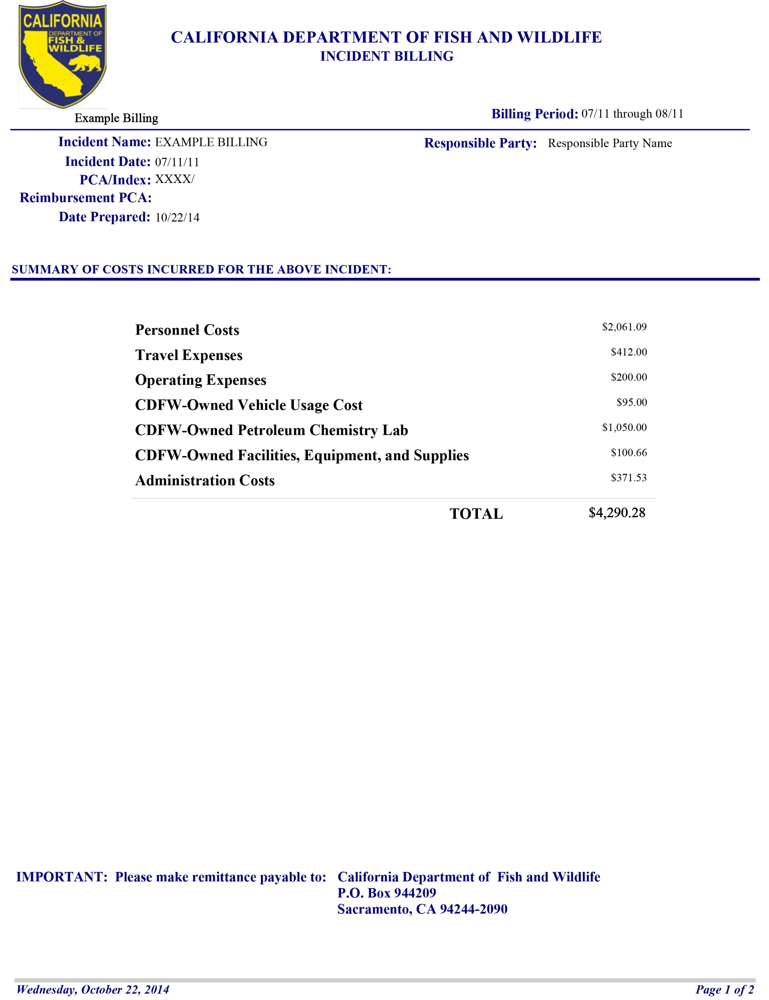 CALIFORNIA
DEPARTMENT OF
FISH &
WILDLIFE
CALIFORNIA DEPARTMENT OF FISH AND WILDLIFE
INCIDENT BILLING
Example Billing
Billing Period: 07/11 through 08/11
Incident Name: EXAMPLE BILLING
Responsible Party: Responsible Party Name
Incident Date: 07/11/11
PCA/Index: XXXX/
Reimbursement PCA:
Date Prepared: 10/22/14
SUMMARY OF COSTS INCURRED FOR THE ABOVE INCIDENT:
Personnel Costs $2,061.09
Travel Expenses $412.00
Operating Expenses $200.00
CDFW-Owned Vehicle Usage Cost $95.00
CDFW-Owned Petroleum Chemistry Lab $1,050.00
CDFW-Owned Facilities, Equipment, and Supplies $100.66
Administration Costs $371.53
TOTAL $4,290.28
IMPORTANT: Please make remittance payable to: California Department of Fish and Wildlife
P.O. Box 944209
Sacramento, CA 94244-2090
Wednesday, October 22, 2014 Page 1 of 2